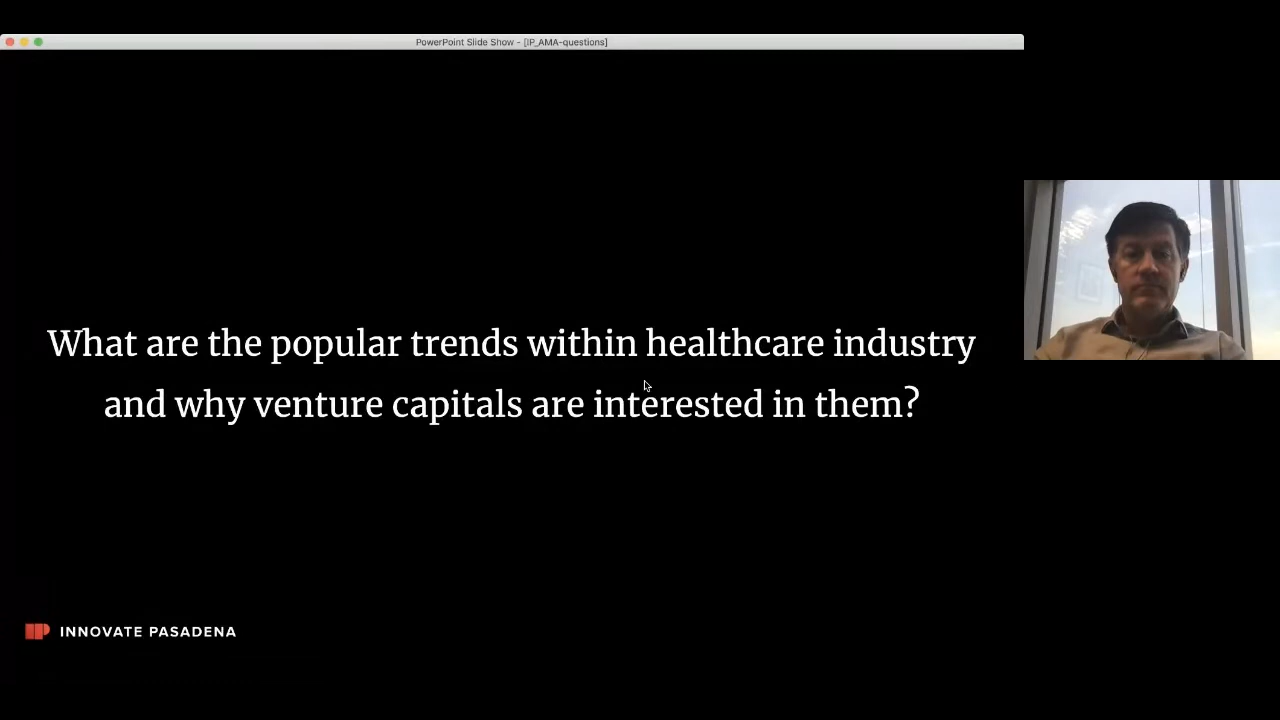 PowerPoint Slide Show - [IP_AMA-questions]
What are the popular trends within healthcare industry
and why venture capitals are interested in them?
INNOVATE PASADENA